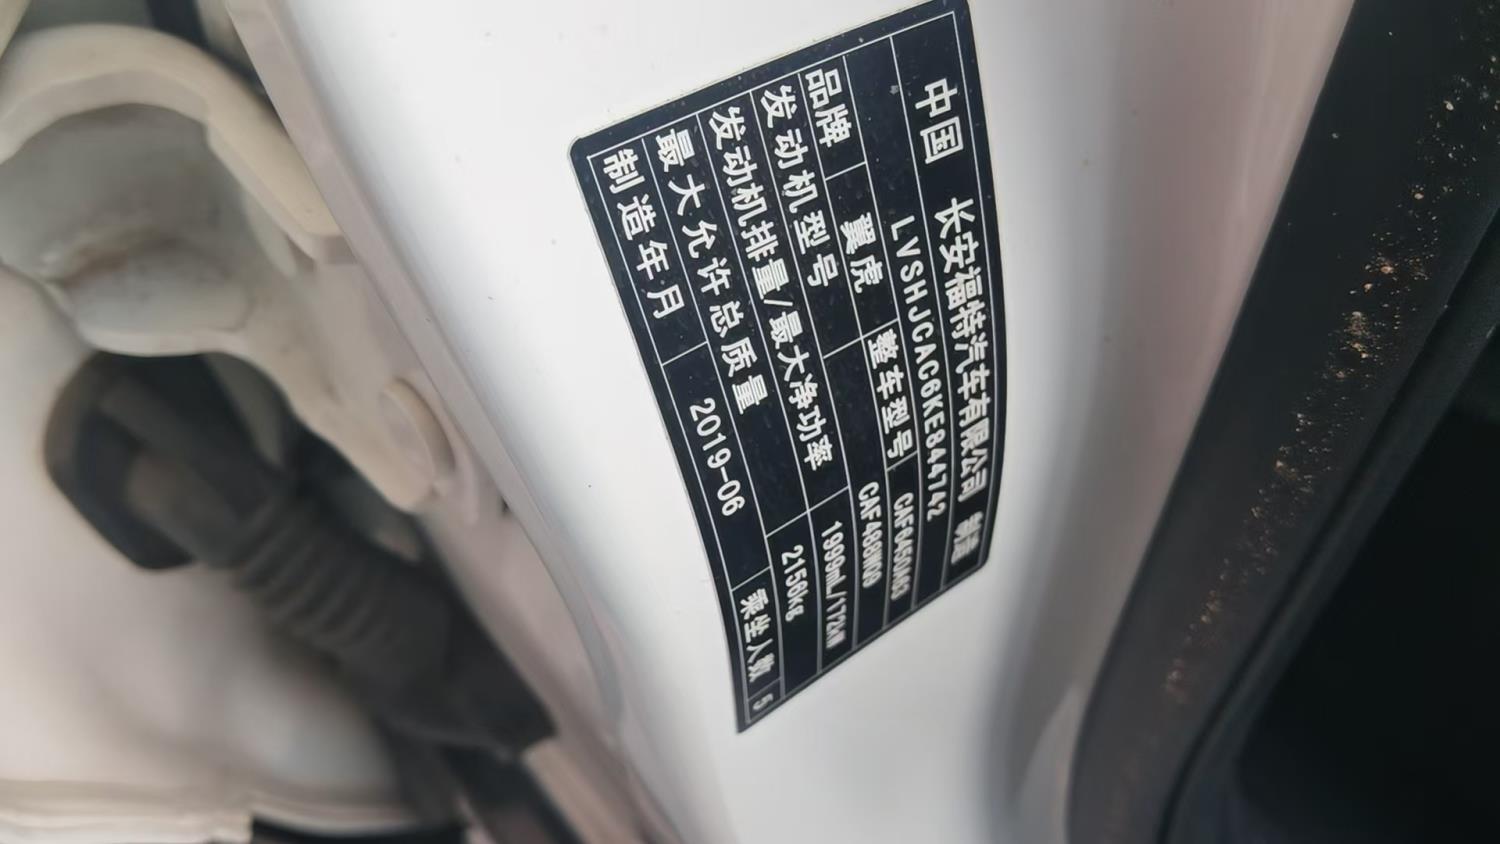 中国 长安福特汽车有限公司 制造
LVSHJCAC6KE844742
品牌 翼虎 整车型号 CAF6450A63
发动机型号 CAF488WQ9
发动机排量/最大净功率 1999mL/172kW
最大允许总质量 2156kg
制造年月 2019-06 乘坐人数 5